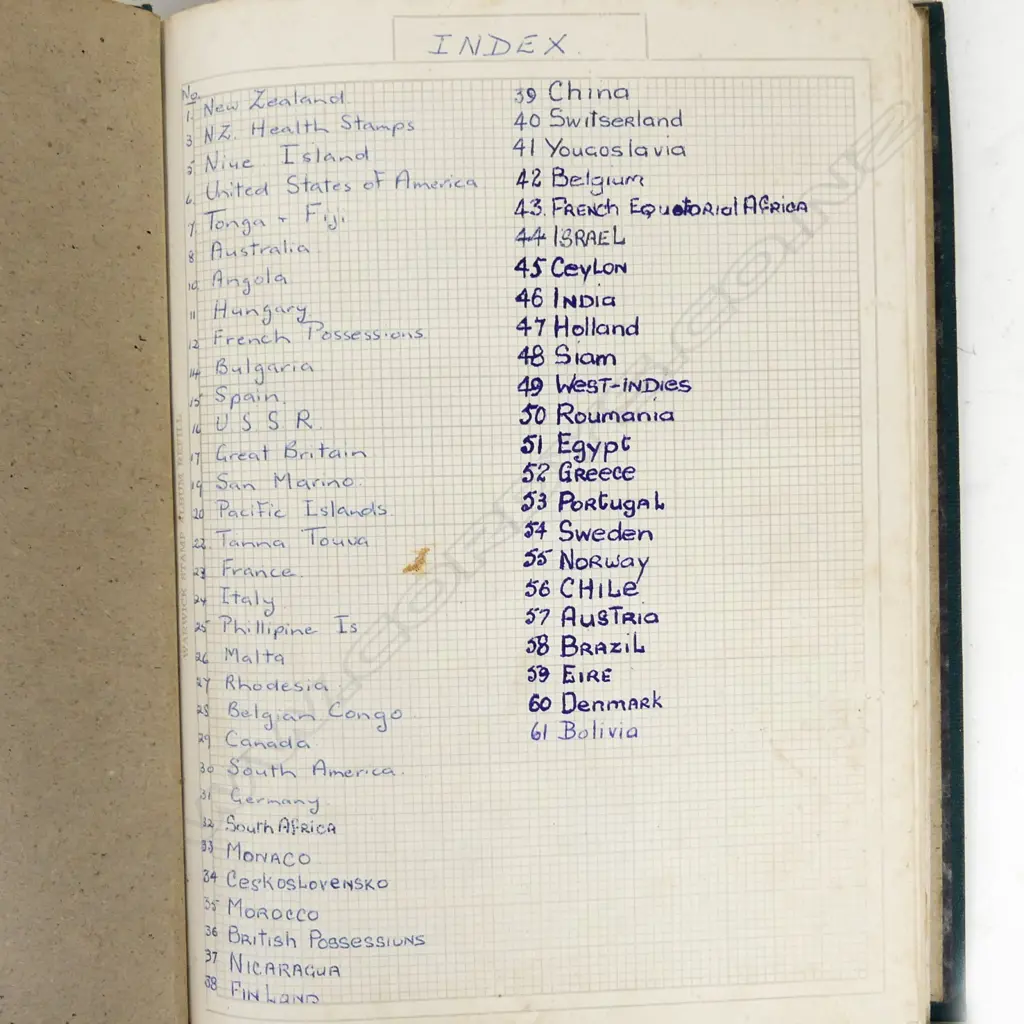 INDEX.
No.
1. New Zealand
3 NZ. Health Stamps
5 Niue Island
6. United States of America
7. Tonga + Fiji
8 Australia
10 Angola
11 Hungary
12 French Possessions
14 Bulgaria
15 Spain.
16 U S S R
17 Great Britain
19 San Marino.
20 Pacific Islands.
22 Tanna Touva
23 France.
24 Italy
25 Phillipine Is
26 Malta
27 Rhodesia
28 Belgian Congo
29 Canada
30 South America.
31 Germany
32 South AFRICA
33 MONACO
34 CeskosLovensko
35 MOROCCO
36 BRITish POSSESSIUNS
37 NICARAGUA
38 FINLAND
39 China
40 Switserland
41 Yougoslavia
42 Belgium
43. FRENCH EQuatoRial AFRICA
44 ISRAEL
45 CeyLON
46 INDIA
47 Holland
48 Siam
49 WEST-INDIES
50 Roumania
51 Egypt
52 GReece
53 PORTugaL
54 Sweden
55 NORway
56 CHILe
57 AusTRia
58 BRAZIL
59 EIRE
60 DenmaRk
61 Bolivia